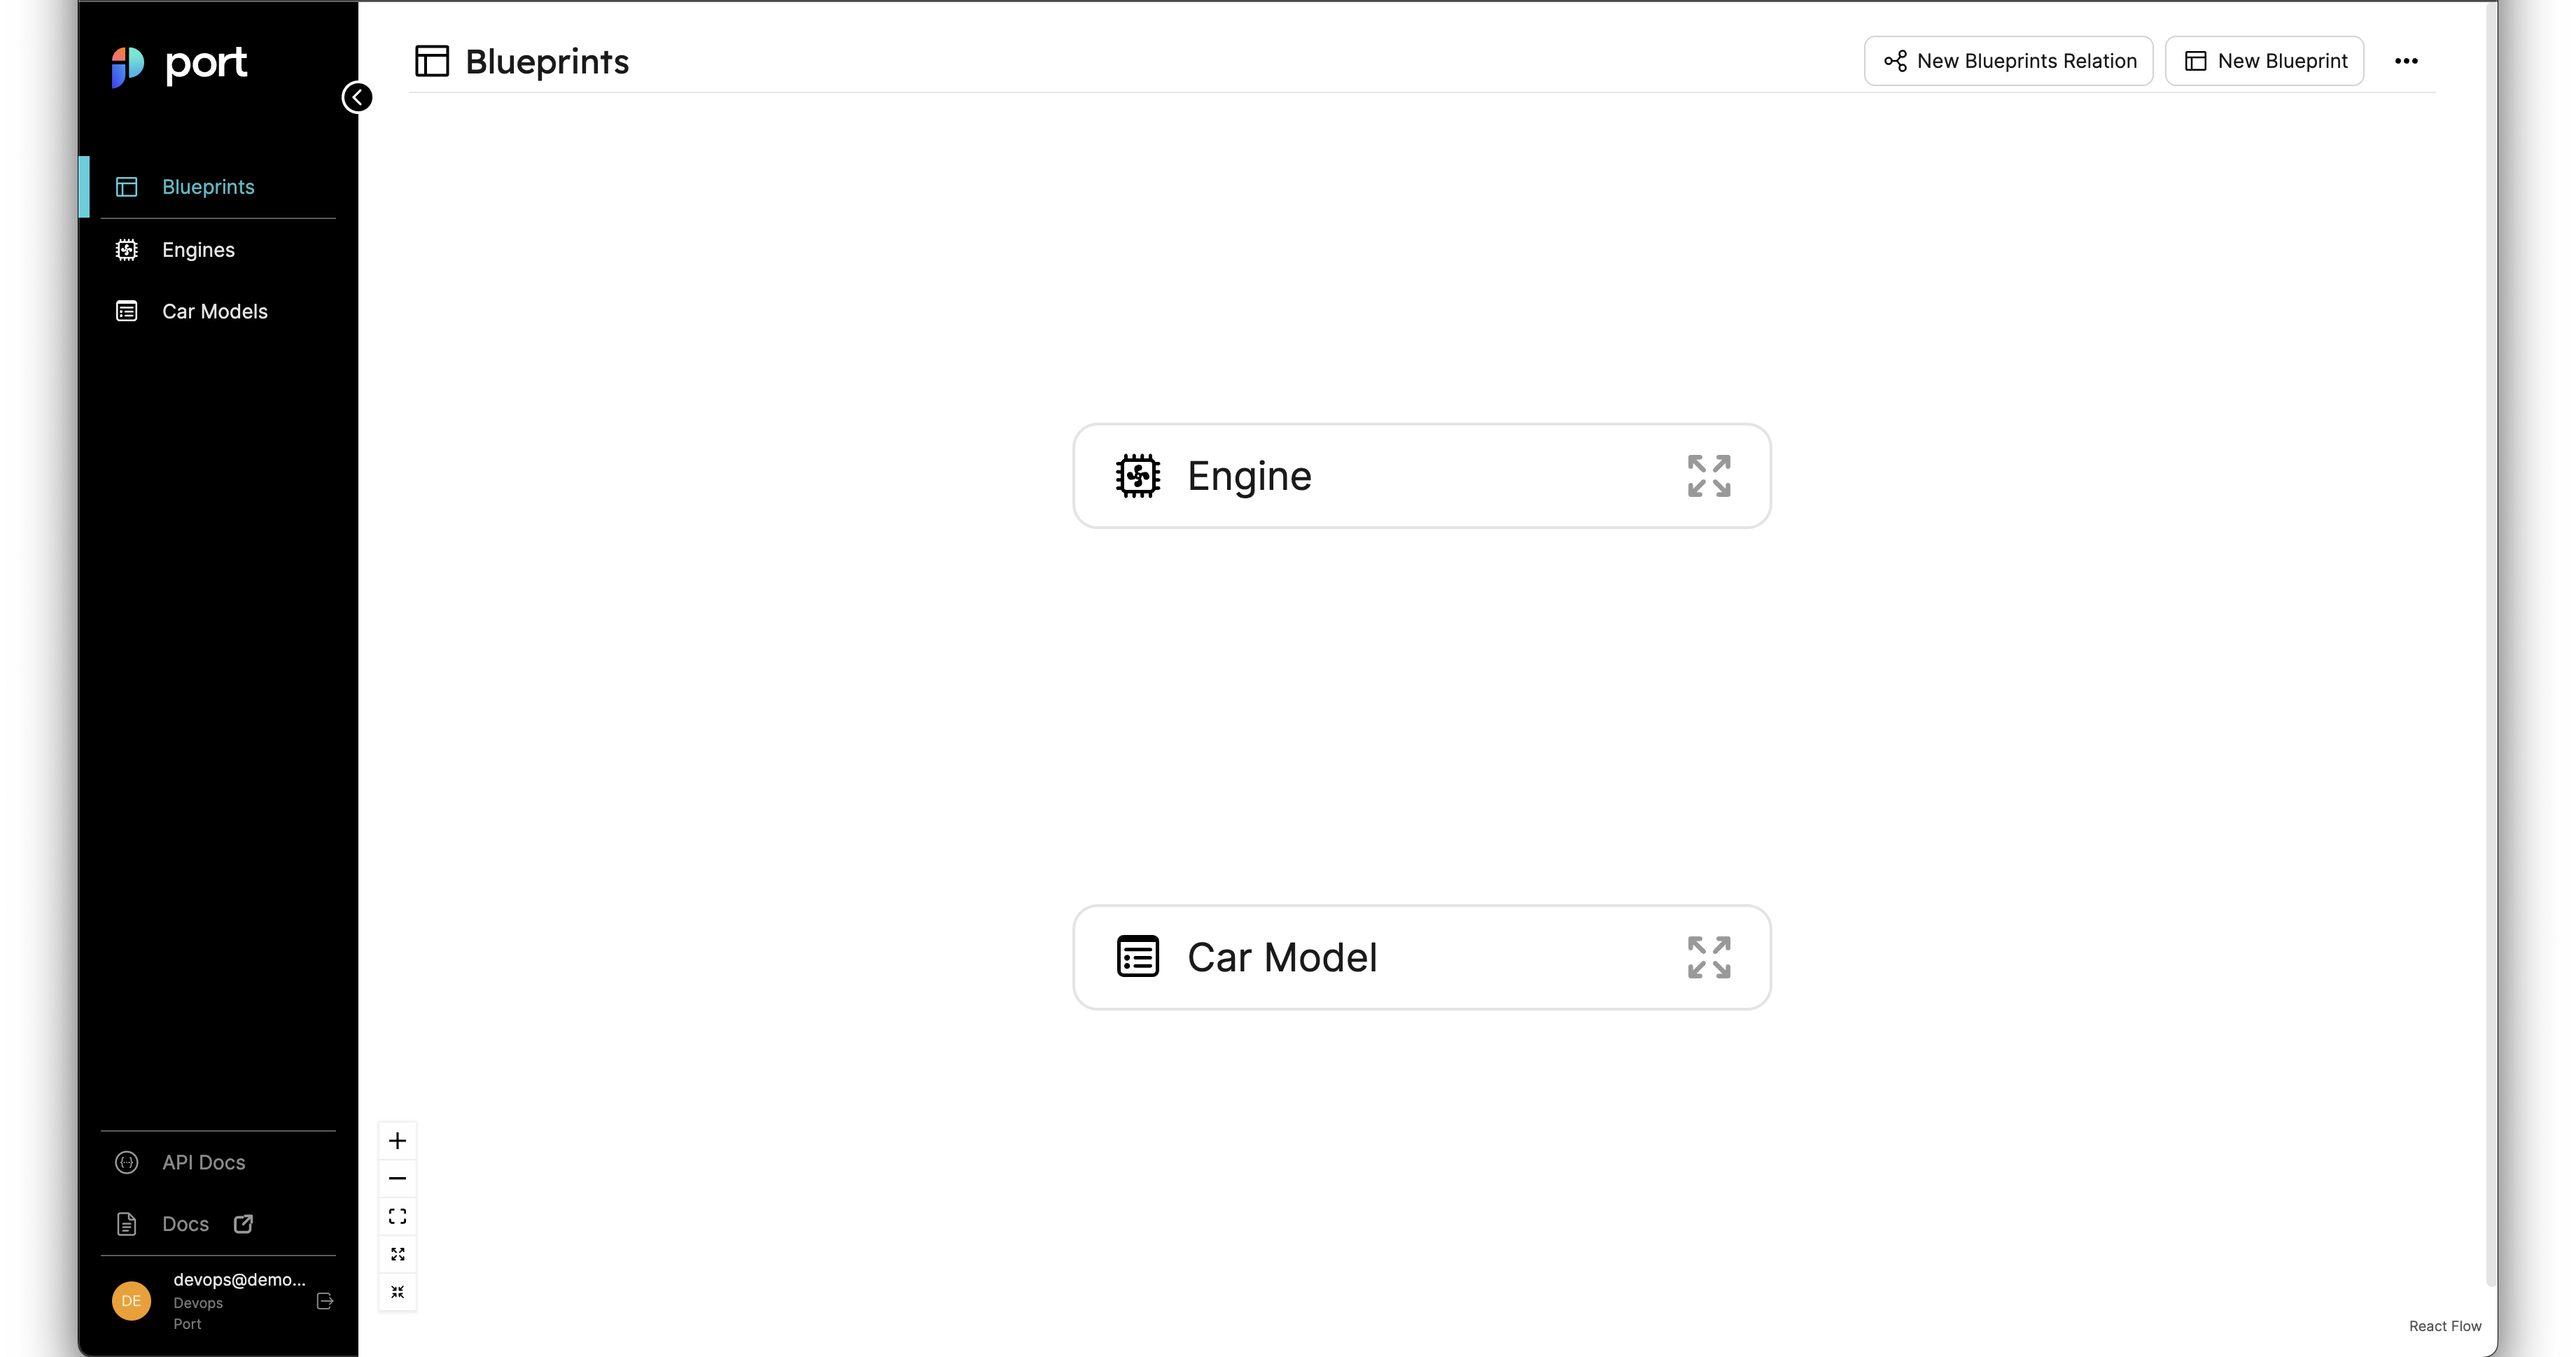 port
Blueprints
Engines
Car Models
API Docs
Docs
DE
devops@demo...
Devops
Port
Blueprints
New Blueprints Relation
New Blueprint
Engine
Car Model
React Flow